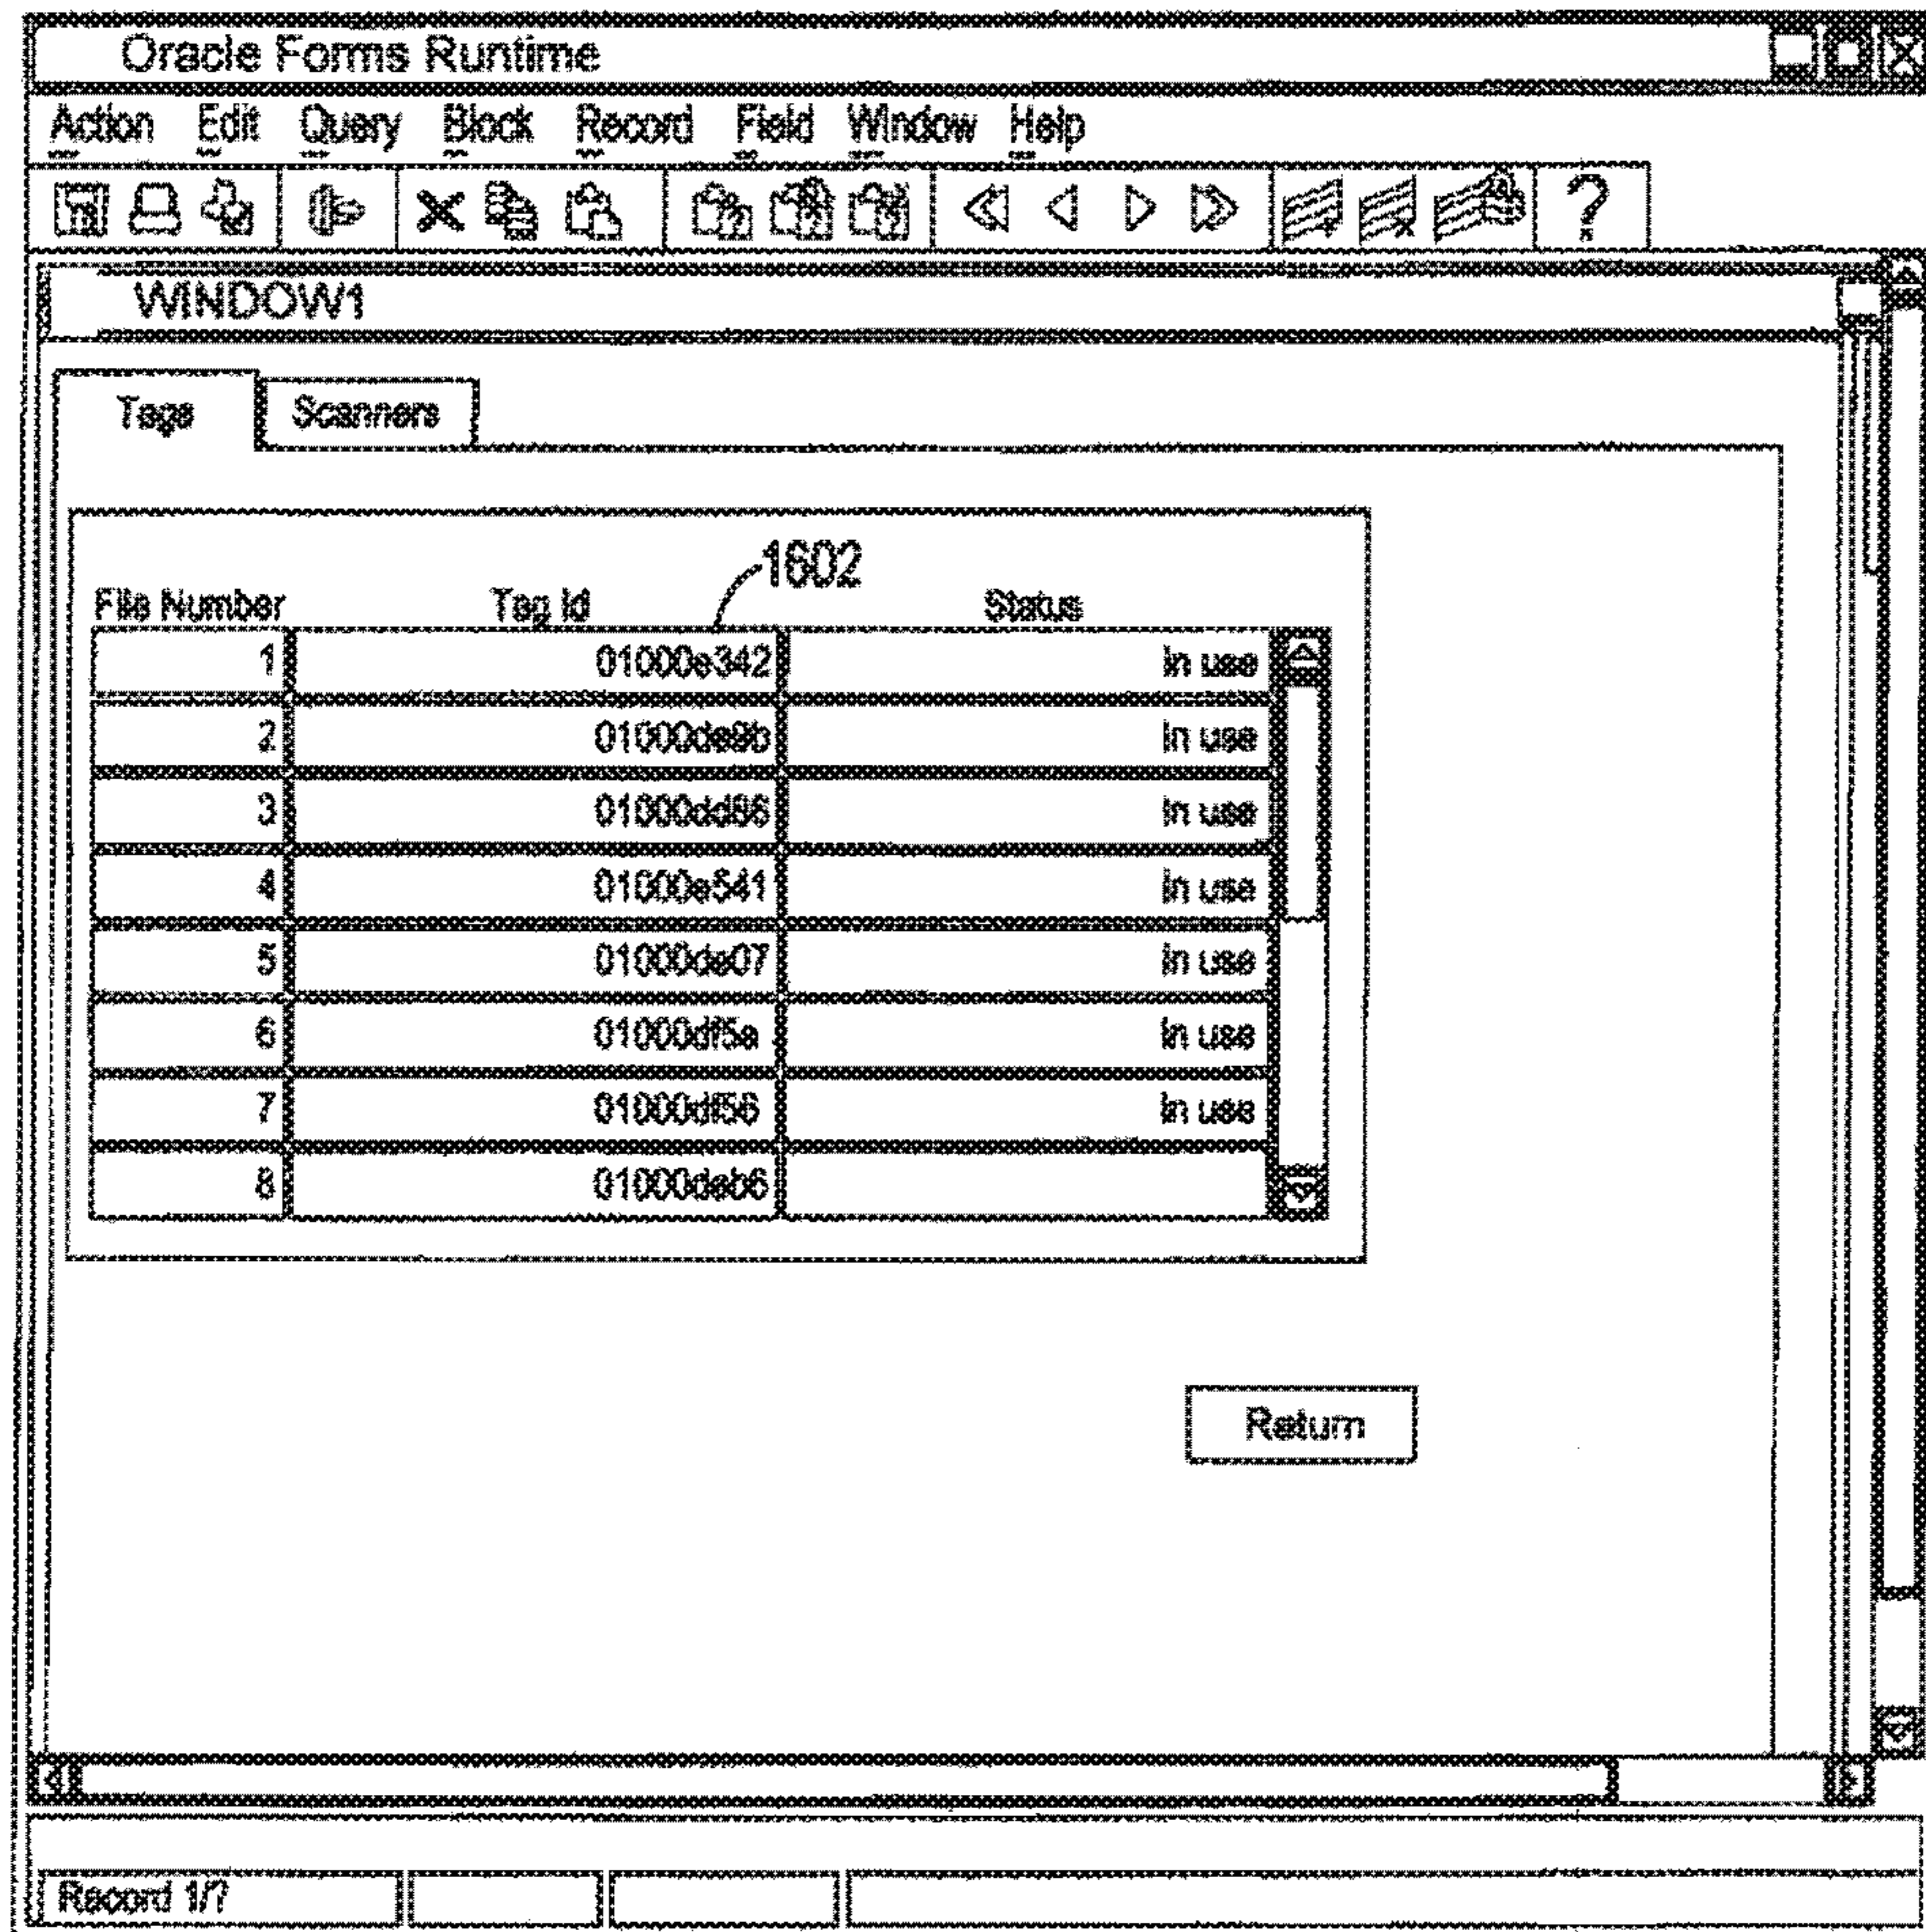 Oracle Forms Runtime
Action Edit Query Block Record Field Window Help
?
WINDOW1
Tags Scanners
1602
File Number Tag Id Status
1 01000e342 In use
2 01000de9b In use
3 01000dd86 In use
4 01000e541 In use
5 01000de07 In use
6 01000df5a In use
7 01000df56 In use
8 01000deb6
Return
Record 1/?